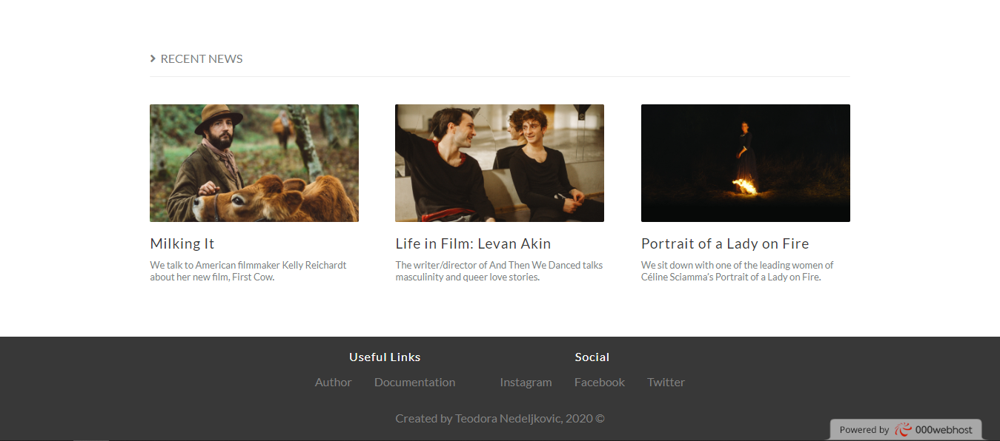 RECENT NEWS
Milking It
We talk to American filmmaker Kelly Reichardt
about her new film, First Cow.
Life in Film: Levan Akin
The writer/director of And Then We Danced talks
masculinity and queer love stories.
Portrait of a Lady on Fire
We sit down with one of the leading women of
Céline Sciamma's Portrait of a Lady on Fire.
Useful Links
Author Documentation
Social
Instagram Facebook Twitter
Created by Teodora Nedeljkovic, 2020 ©
Powered by 000webhost